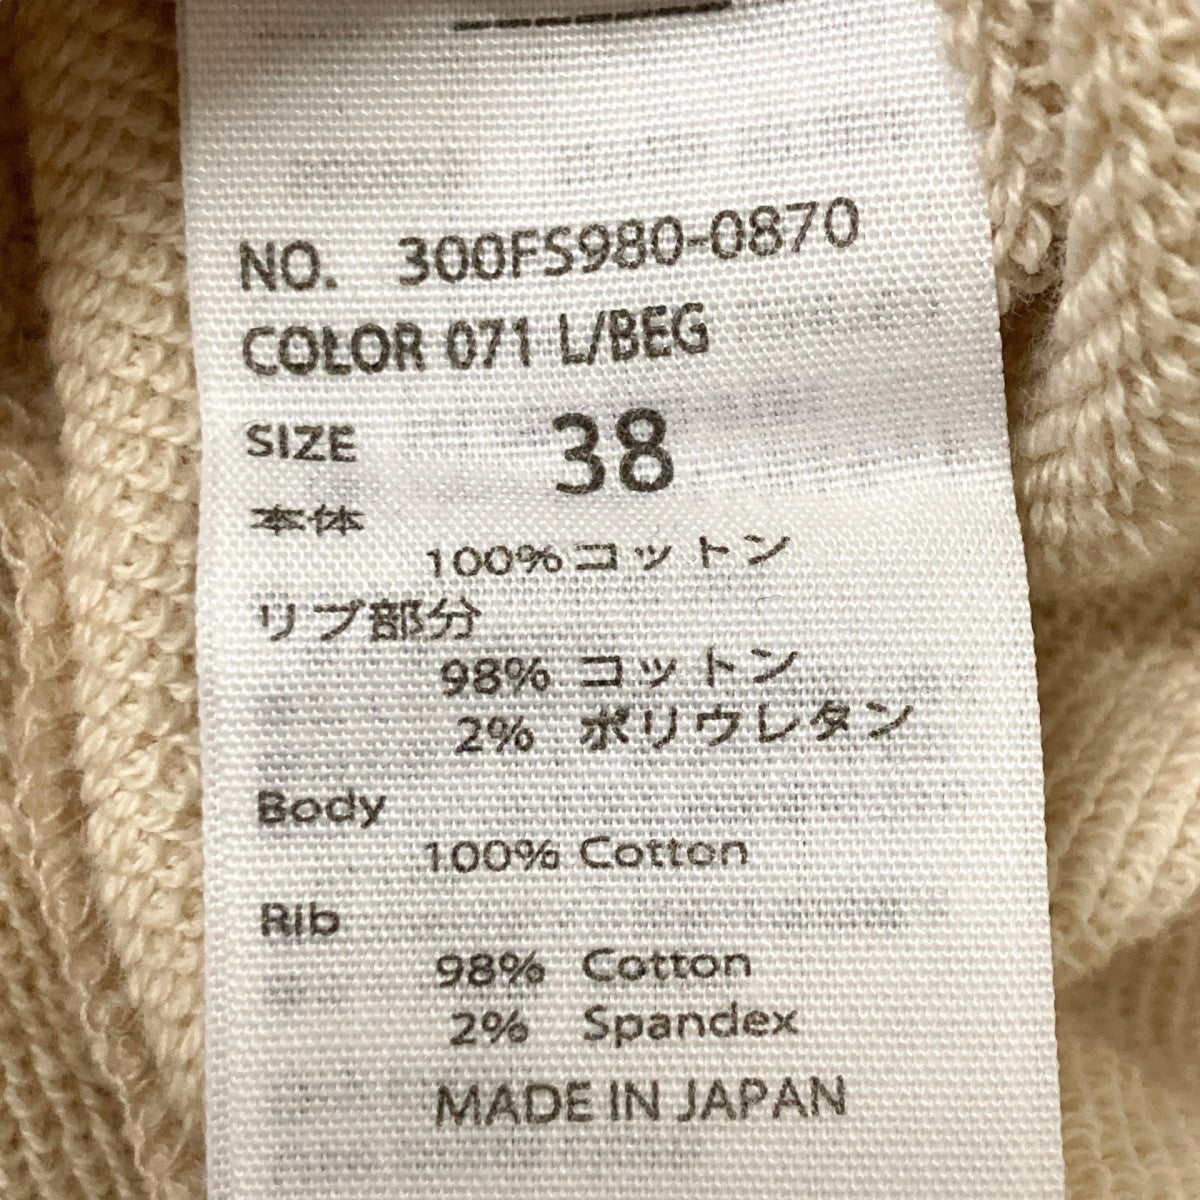 NO. 300FS980-0870
COLOR 071 L/BEG
SIZE 38
本体
100% コットン
リブ部分
98% コットン
2% ポリウレタン
Body
100% Cotton
Rib
98% Cotton
2% Spandex
MADE IN JAPAN